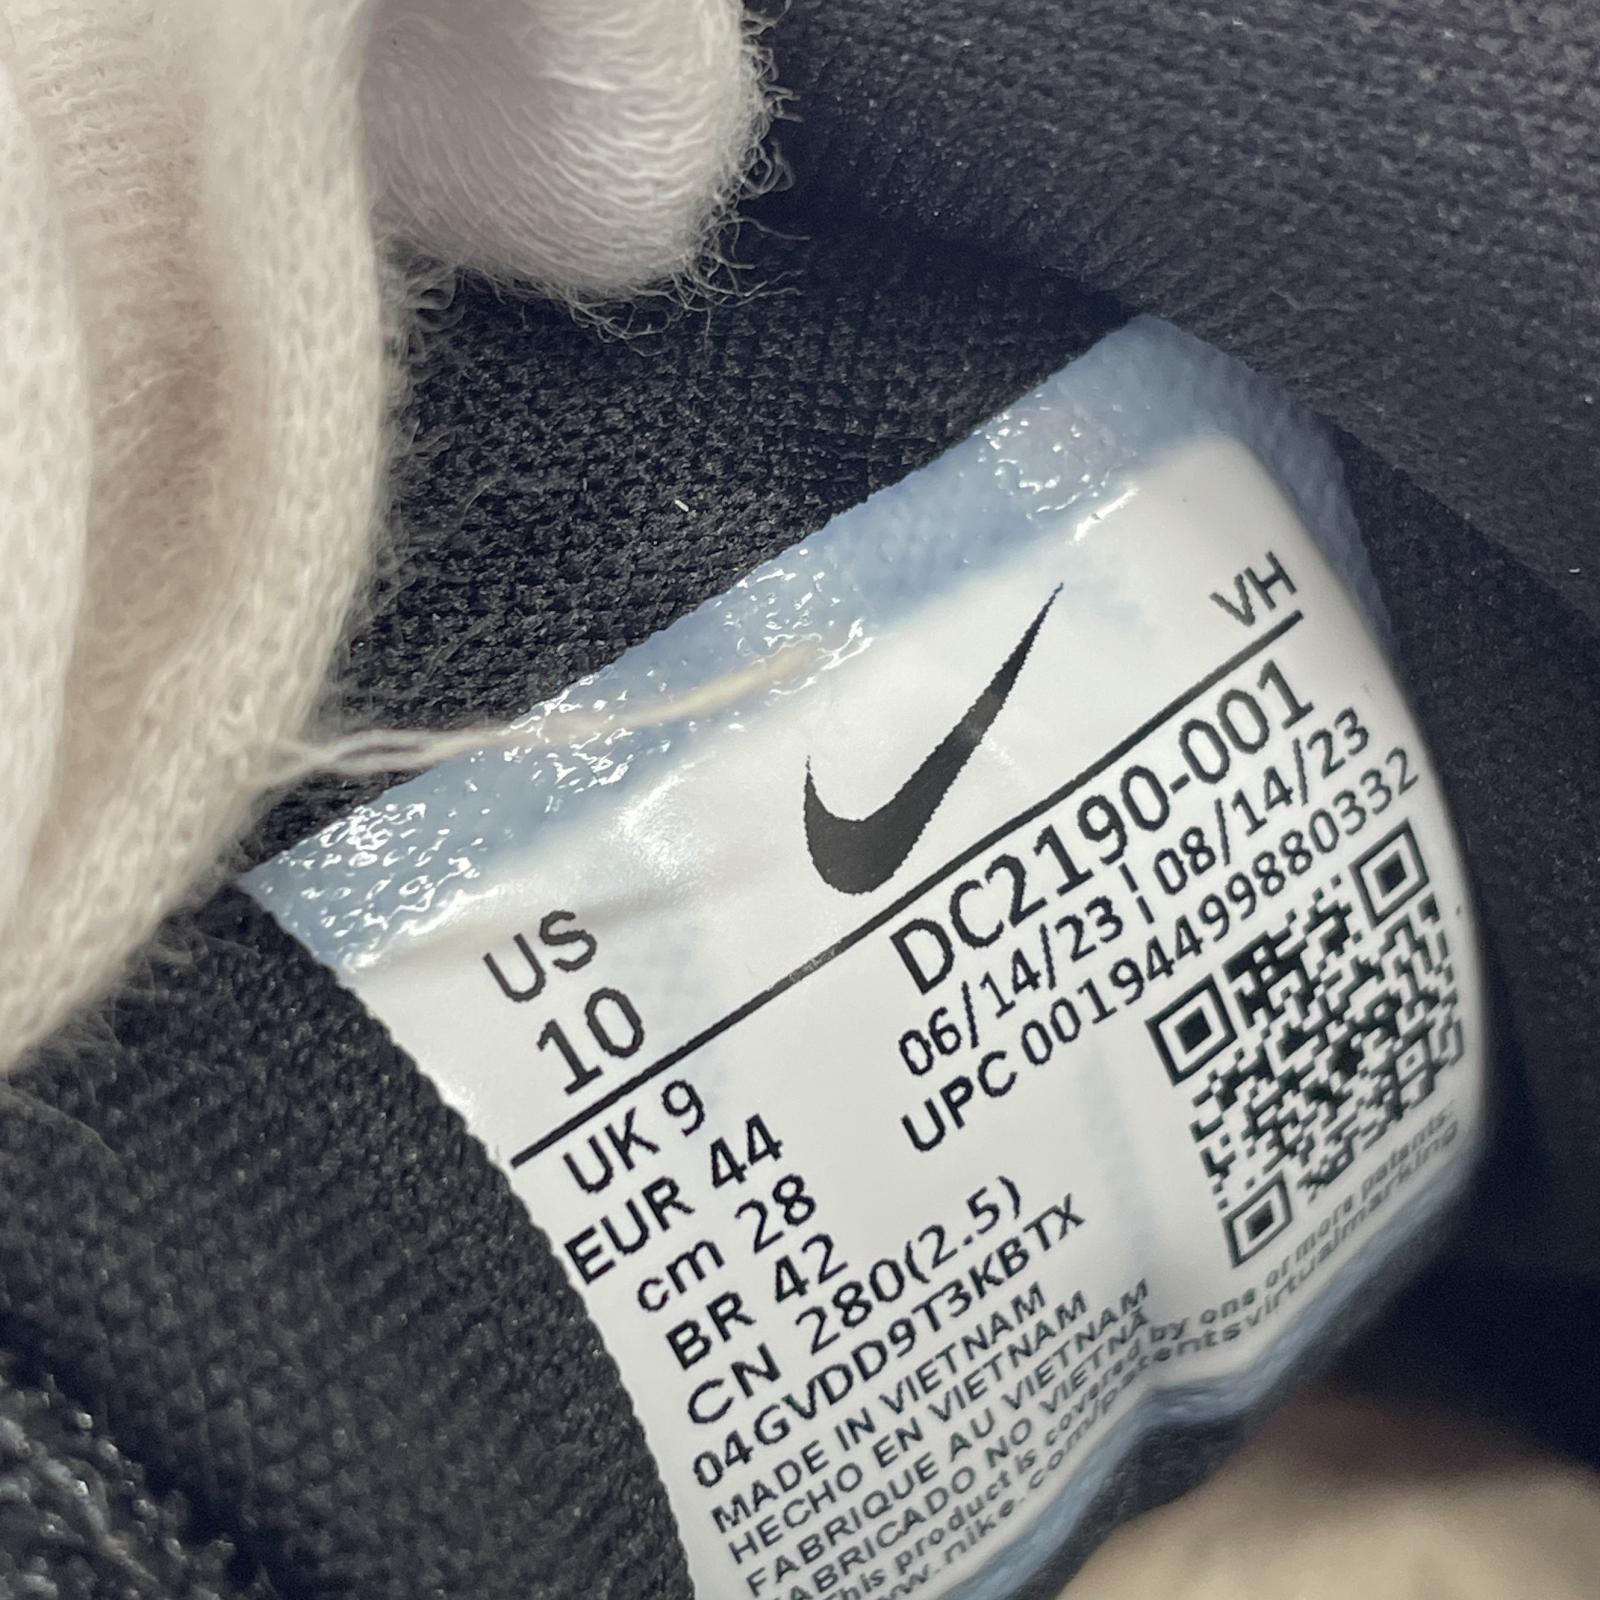 VH
US
10
DC2190-001
06/14/23 ¦ 08/14/23
UPC 00194499880332
UK 9
EUR 44
cm 28
BR 42
CN 280(2.5)
04GVDD9T3KBTX
MADE IN VIETNAM
HECHO EN VIETNAM
FABRIQUE AU VIETNAM
FABRICADO NO VIETNÃ
This product is covered by one or more patents:
www.nike.com/patentsvirtualmarking